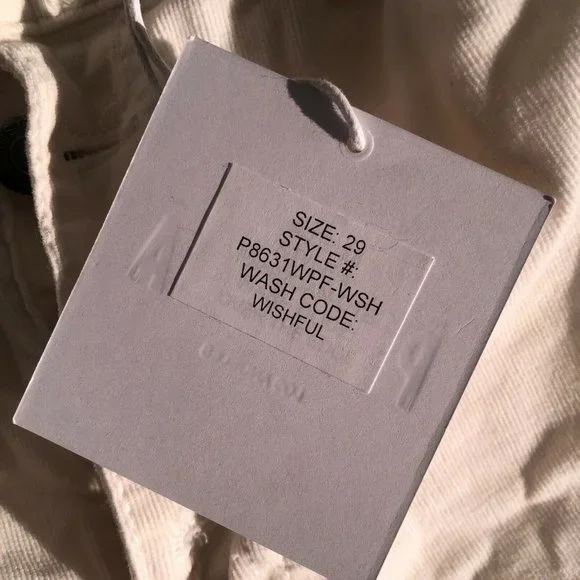 SIZE: 29
STYLE #:
P8631WPF-WSH
WASH CODE:
WISHFUL